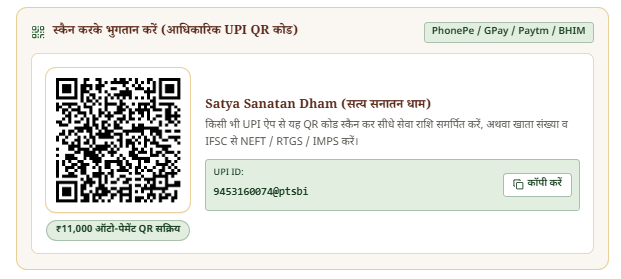 स्कैन करके भुगतान करें (आधिकारिक UPI QR कोड)
PhonePe / GPay / Paytm / BHIM
Satya Sanatan Dham (सत्य सनातन धाम)
किसी भी UPI ऐप से यह QR कोड स्कैन कर सीधे सेवा राशि समर्पित करें, अथवा खाता संख्या व
IFSC से NEFT / RTGS / IMPS करें।
UPI ID:
9453160074@ptsbi
कॉपी करें
₹11,000 ऑटो-पेमेंट QR सक्रिय